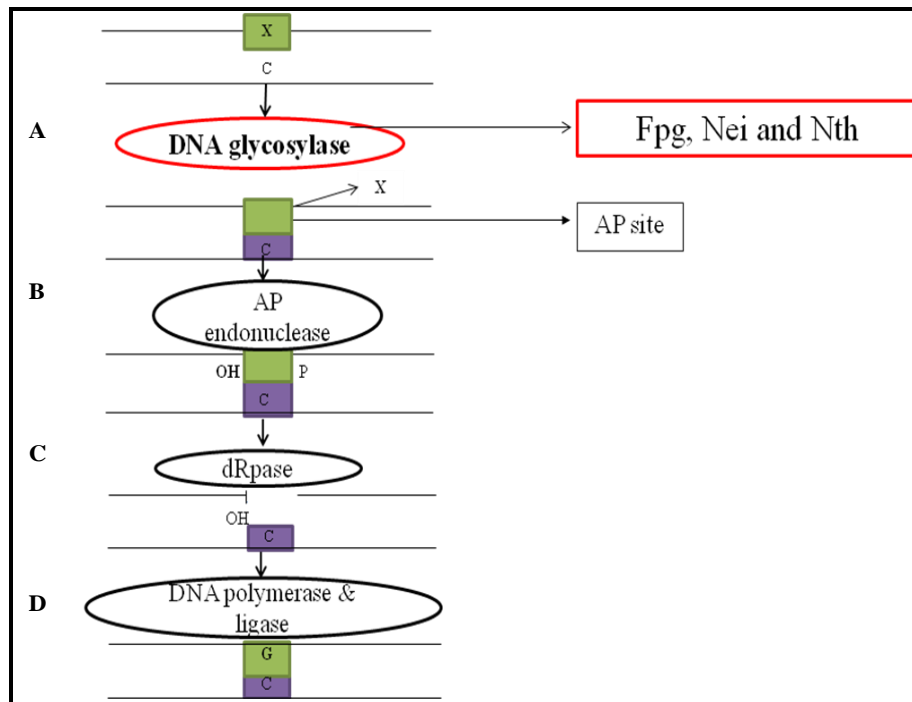 X
C
A
DNA glycosylase
Fpg, Nei and Nth
X
AP site
C
B
AP
endonuclease
OH P
C
C
dRpase
OH
C
D
DNA polymerase &
ligase
G
C